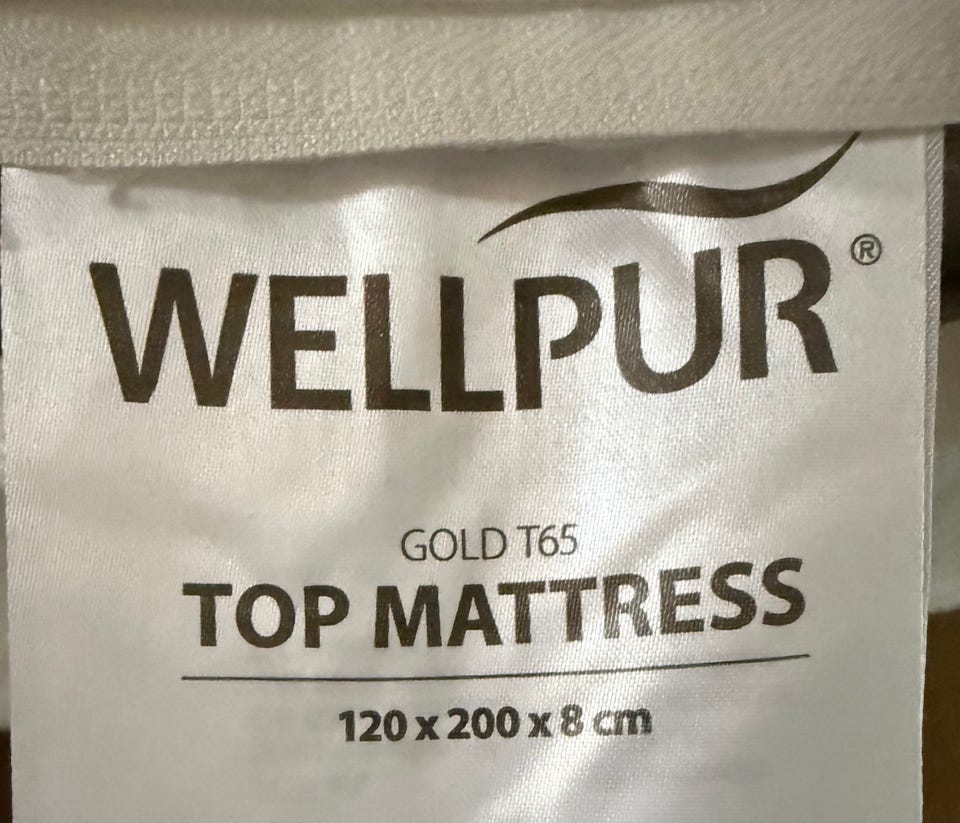 WELLPUR®
GOLD T65
TOP MATTRESS
120 x 200 x 8 cm